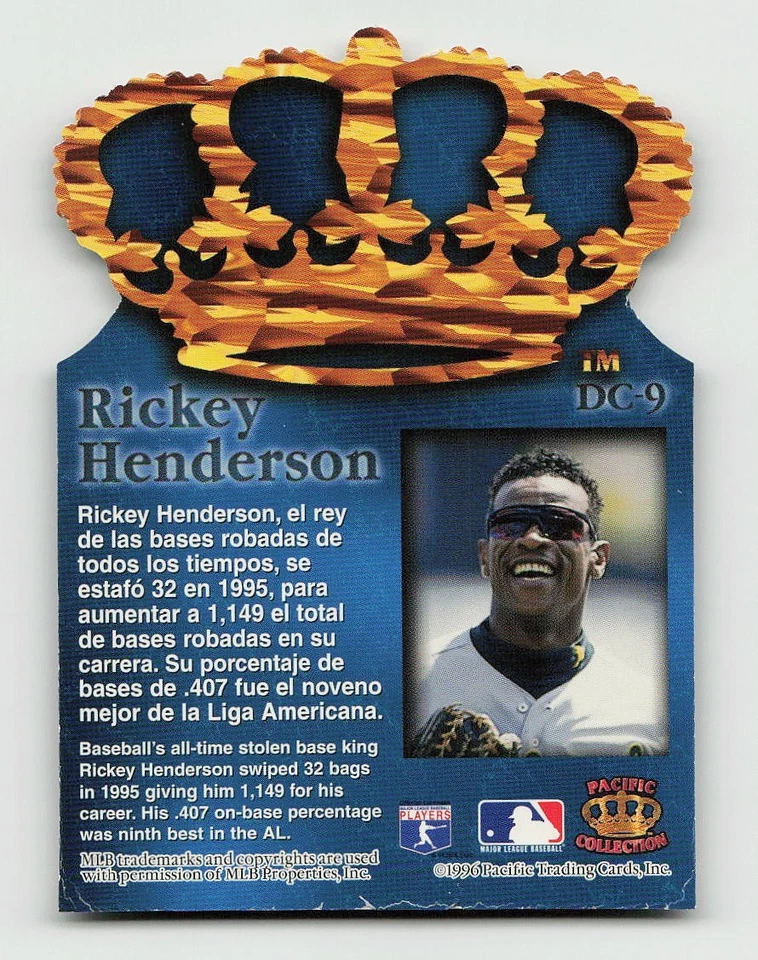 TM
DC-9
Rickey
Henderson
Rickey Henderson, el rey
de las bases robadas de
todos los tiempos, se
estafó 32 en 1995, para
aumentar a 1,149 el total
de bases robadas en su
carrera. Su porcentaje de
bases de .407 fue el noveno
mejor de la Liga Americana.
Baseball's all-time stolen base king
Rickey Henderson swiped 32 bags
in 1995 giving him 1,149 for his
career. His .407 on-base percentage
was ninth best in the AL.
MLB trademarks and copyrights are used
with permission of MLB Properties, Inc.
MAJOR LEAGUE BASEBALL
PLAYERS
MAJOR LEAGUE BASEBALL
PACIFIC
COLLECTION
©1996 Pacific Trading Cards, Inc.